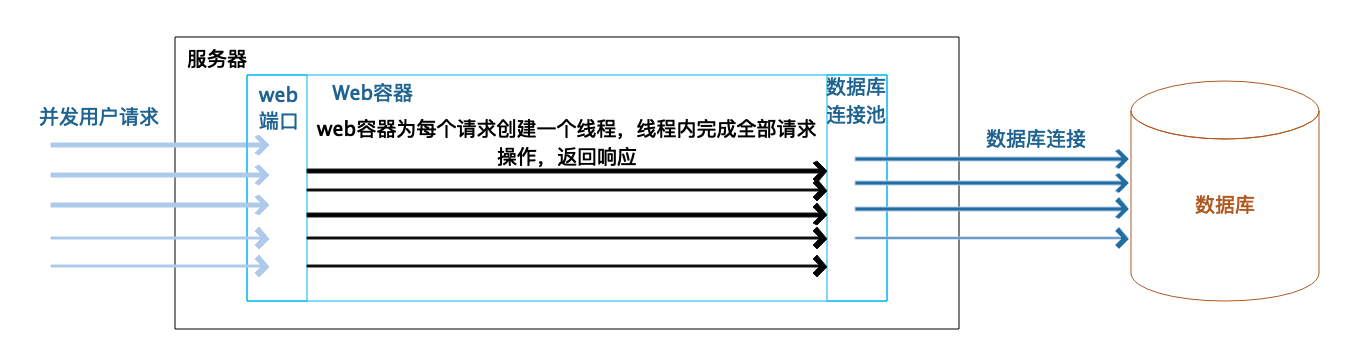 服务器
并发用户请求
web
端口
Web容器
web容器为每个请求创建一个线程，线程内完成全部请求
操作，返回响应
数据库
连接池
数据库连接
数据库